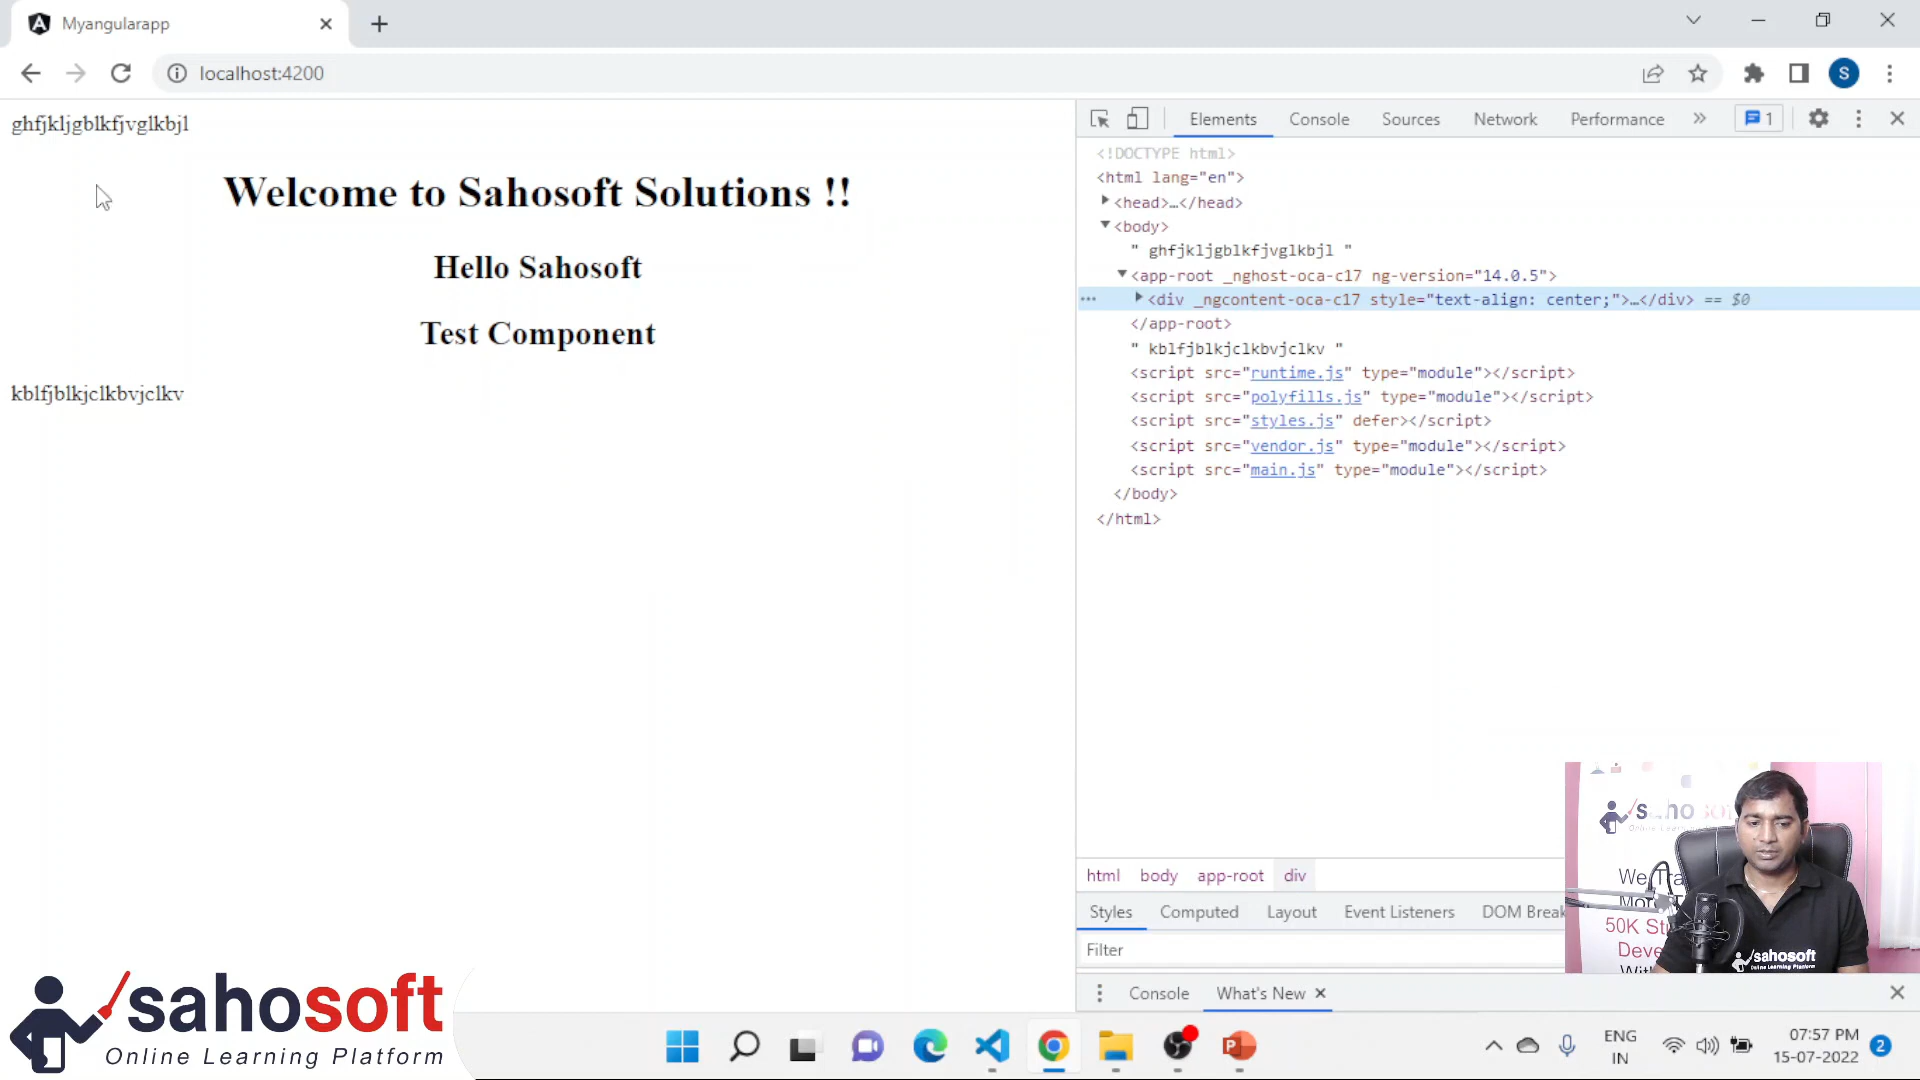 Myangularapp
localhost:4200
S
ghfjkljgblkfjvglkbjl
Welcome to Sahosoft Solutions !!
Hello Sahosoft
Test Component
kblfjblkjclkbvjclkv
Elements Console Sources Network Performance 1
<!DOCTYPE html>
<html lang="en">
<head>…</head>
<body>
" ghfjkljgblkfjvglkbjl "
<app-root _nghost-oca-c17 ng-version="14.0.5">
<div _ngcontent-oca-c17 style="text-align: center;">…</div> == $0
</app-root>
" kblfjblkjclkbvjclkv "
<script src="runtime.js" type="module"></script>
<script src="polyfills.js" type="module"></script>
<script src="styles.js" defer></script>
<script src="vendor.js" type="module"></script>
<script src="main.js" type="module"></script>
</body>
</html>
html body app-root div
Styles Computed Layout Event Listeners DOM Break
Filter
Console What's New
We
50K
sahosoft
Online Learning Platform
sahosoft
Online Learning Platform
ENG
IN
07:57 PM
15-07-2022
2